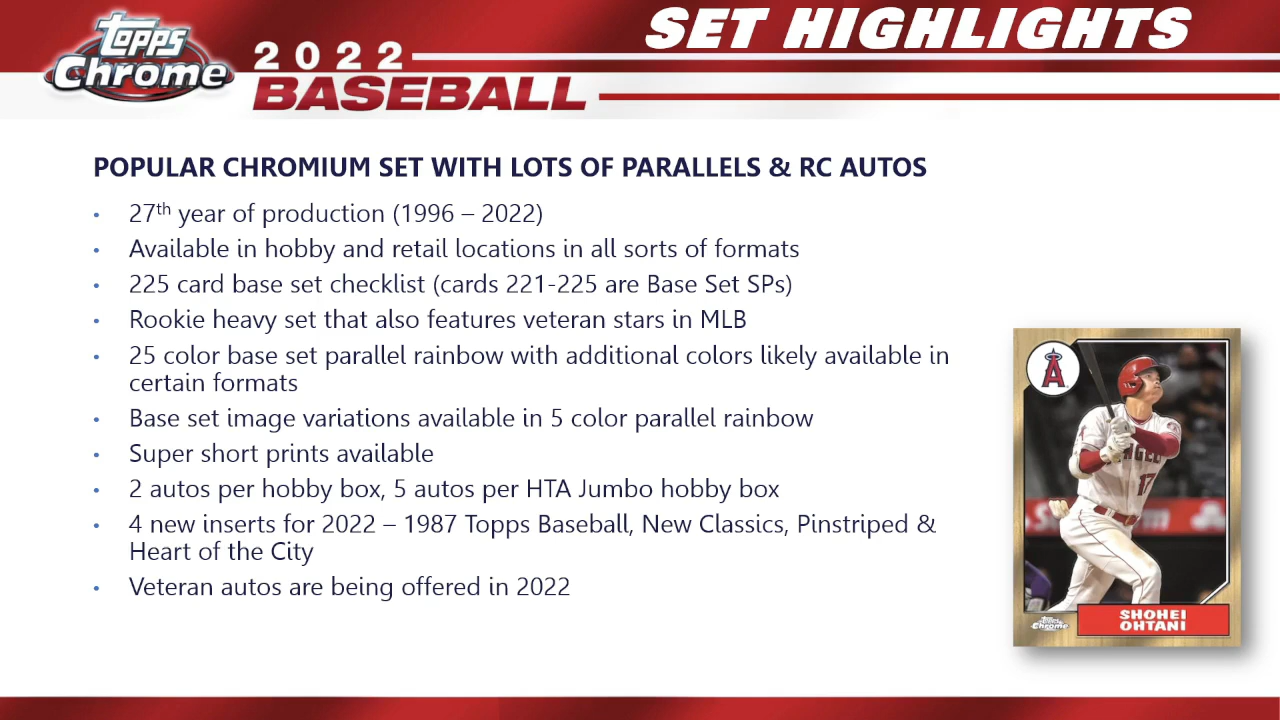 Topps
Chrome
2022
BASEBALL
SET HIGHLIGHTS
POPULAR CHROMIUM SET WITH LOTS OF PARALLELS & RC AUTOS
• 27th year of production (1996 – 2022)
• Available in hobby and retail locations in all sorts of formats
• 225 card base set checklist (cards 221-225 are Base Set SPs)
• Rookie heavy set that also features veteran stars in MLB
• 25 color base set parallel rainbow with additional colors likely available in
certain formats
• Base set image variations available in 5 color parallel rainbow
• Super short prints available
• 2 autos per hobby box, 5 autos per HTA Jumbo hobby box
• 4 new inserts for 2022 – 1987 Topps Baseball, New Classics, Pinstriped &
Heart of the City
• Veteran autos are being offered in 2022
A
17
Topps
Chrome
SHOHEI
OHTANI